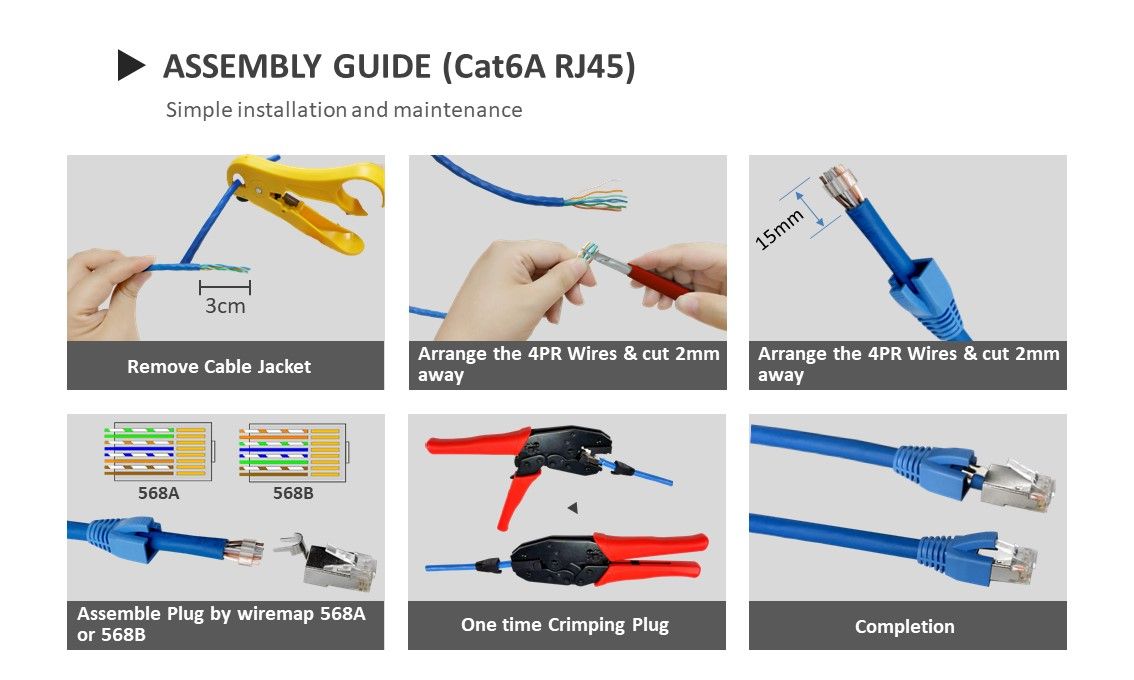 ASSEMBLY GUIDE (Cat6A RJ45)
Simple installation and maintenance
3cm
Remove Cable Jacket
Arrange the 4PR Wires & cut 2mm
away
15mm
Arrange the 4PR Wires & cut 2mm
away
568A
568B
Assemble Plug by wiremap 568A
or 568B
One time Crimping Plug
Completion